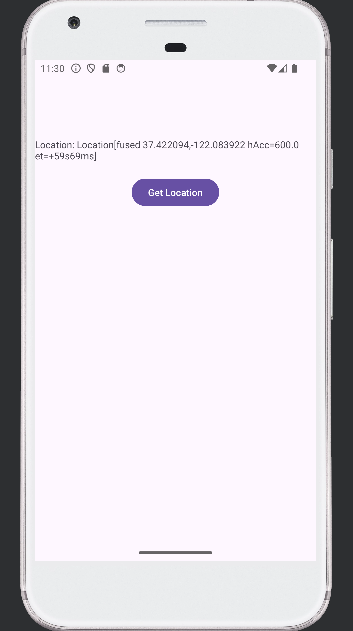 11:30
Location: Location[fused 37.422094,-122.083922 hAcc=600.0
et=+59s69ms]
Get Location